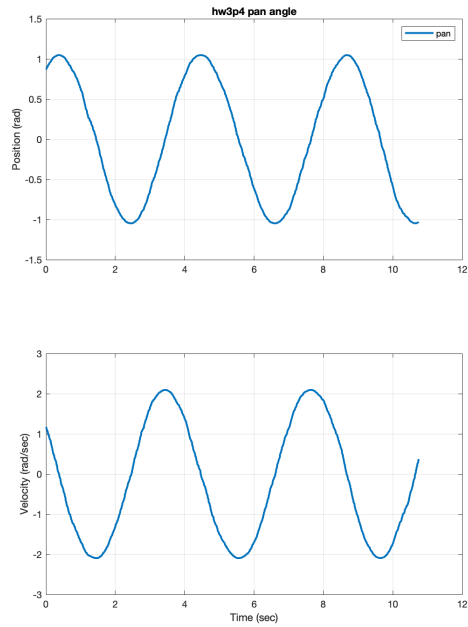 hw3p4 pan angle
1.5
1
0.5
0
-0.5
-1
-1.5
Position (rad)
pan
0 2 4 6 8 10 12
3
2
1
0
-1
-2
-3
Velocity (rad/sec)
0 2 4 6 8 10 12
Time (sec)